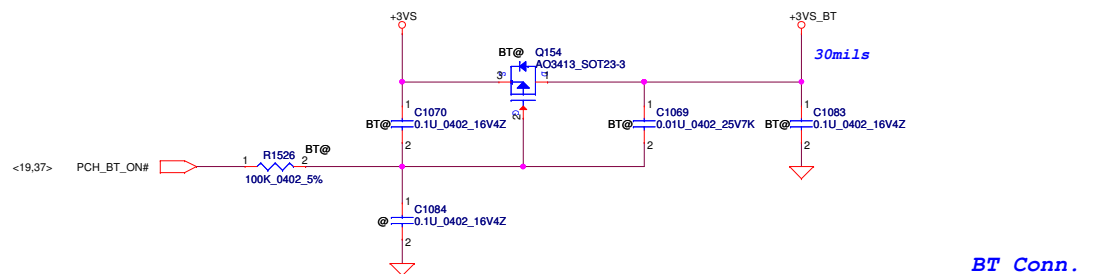 +3VS
+3VS_BT
BT@
Q154
AO3413_SOT23-3
30mils
3
S
D
1
G
2
1
C1070
BT@
0.1U_0402_16V4Z
2
1
C1069
BT@
0.01U_0402_25V7K
2
1
C1083
BT@
0.1U_0402_16V4Z
2
<19,37>
PCH_BT_ON#
1
R1526
2
BT@
100K_0402_5%
1
C1084
@
0.1U_0402_16V4Z
2
BT Conn.